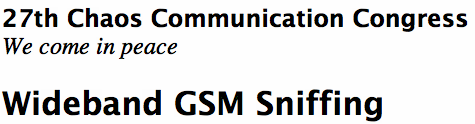 27th Chaos Communication Congress
We come in peace
Wideband GSM Sniffing